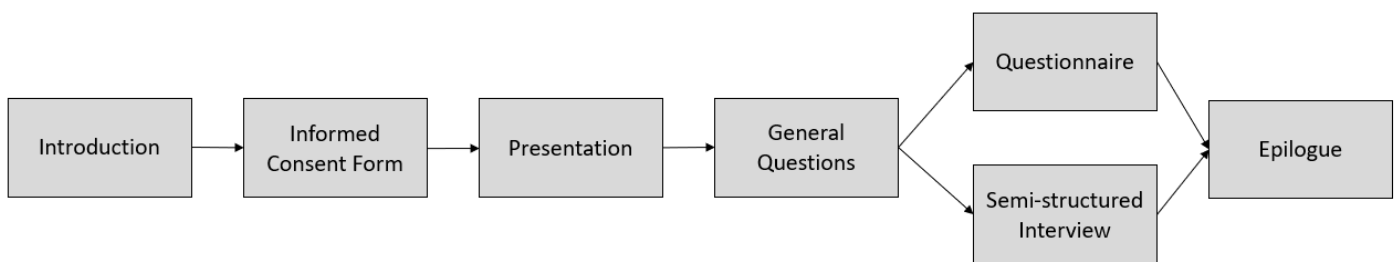 Introduction
Informed
Consent Form
Presentation
General
Questions
Questionnaire
Semi-structured
Interview
Epilogue